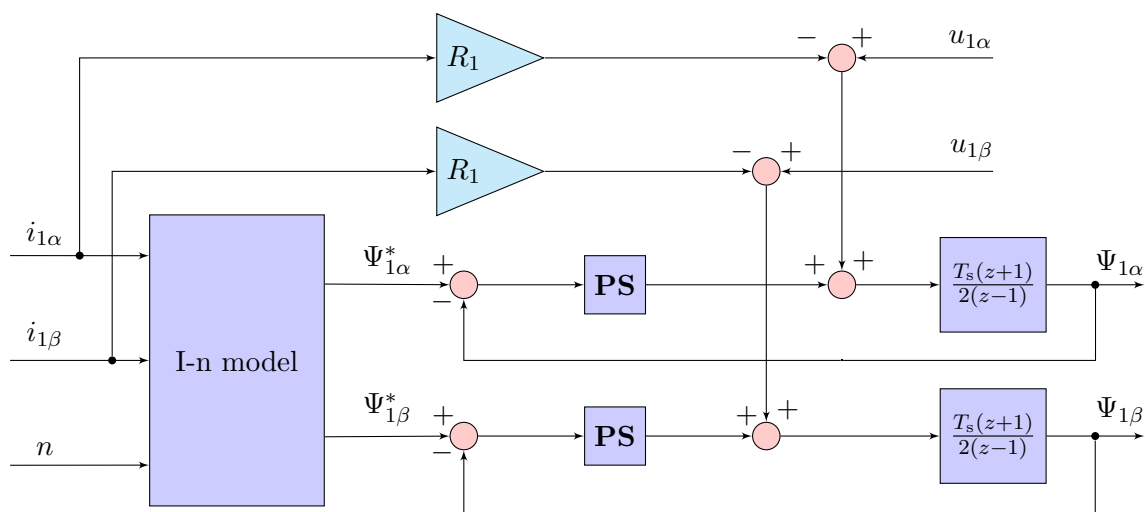 − + u₁α
R₁
− + u₁β
R₁
i₁α
Ψ*₁α + − PS + + Tₛ(z+1)/2(z−1) Ψ₁α
i₁β
I-n model
Ψ*₁β + − PS + + Tₛ(z+1)/2(z−1) Ψ₁β
n